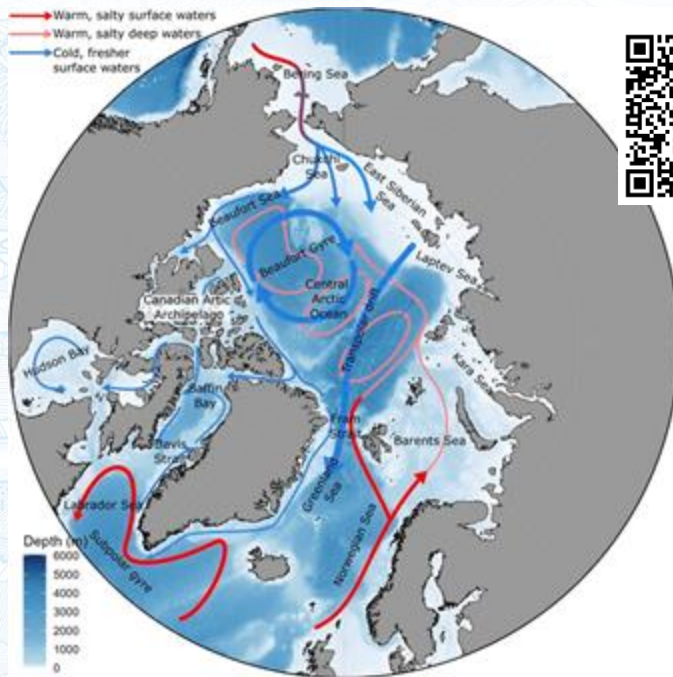 Warm, salty surface waters
Warm, salty deep waters
Cold, fresher
surface waters
Bering Sea
Chukchi
Sea
East Siberian
Sea
Beaufort Sea
Laptev Sea
Beaufort Gyre
Central
Arctic
Ocean
Canadian Artic
Archipelago
Transpolar drift
Hudson Bay
Kara Sea
Baffin
Bay
Fram
Strait
Barents Sea
Devis
Strait
Greenland
Sea
Labrador Sea
Norwegian Sea
Subpolar gyre
Depth (m)
6000
5000
4000
3000
2000
1000
0